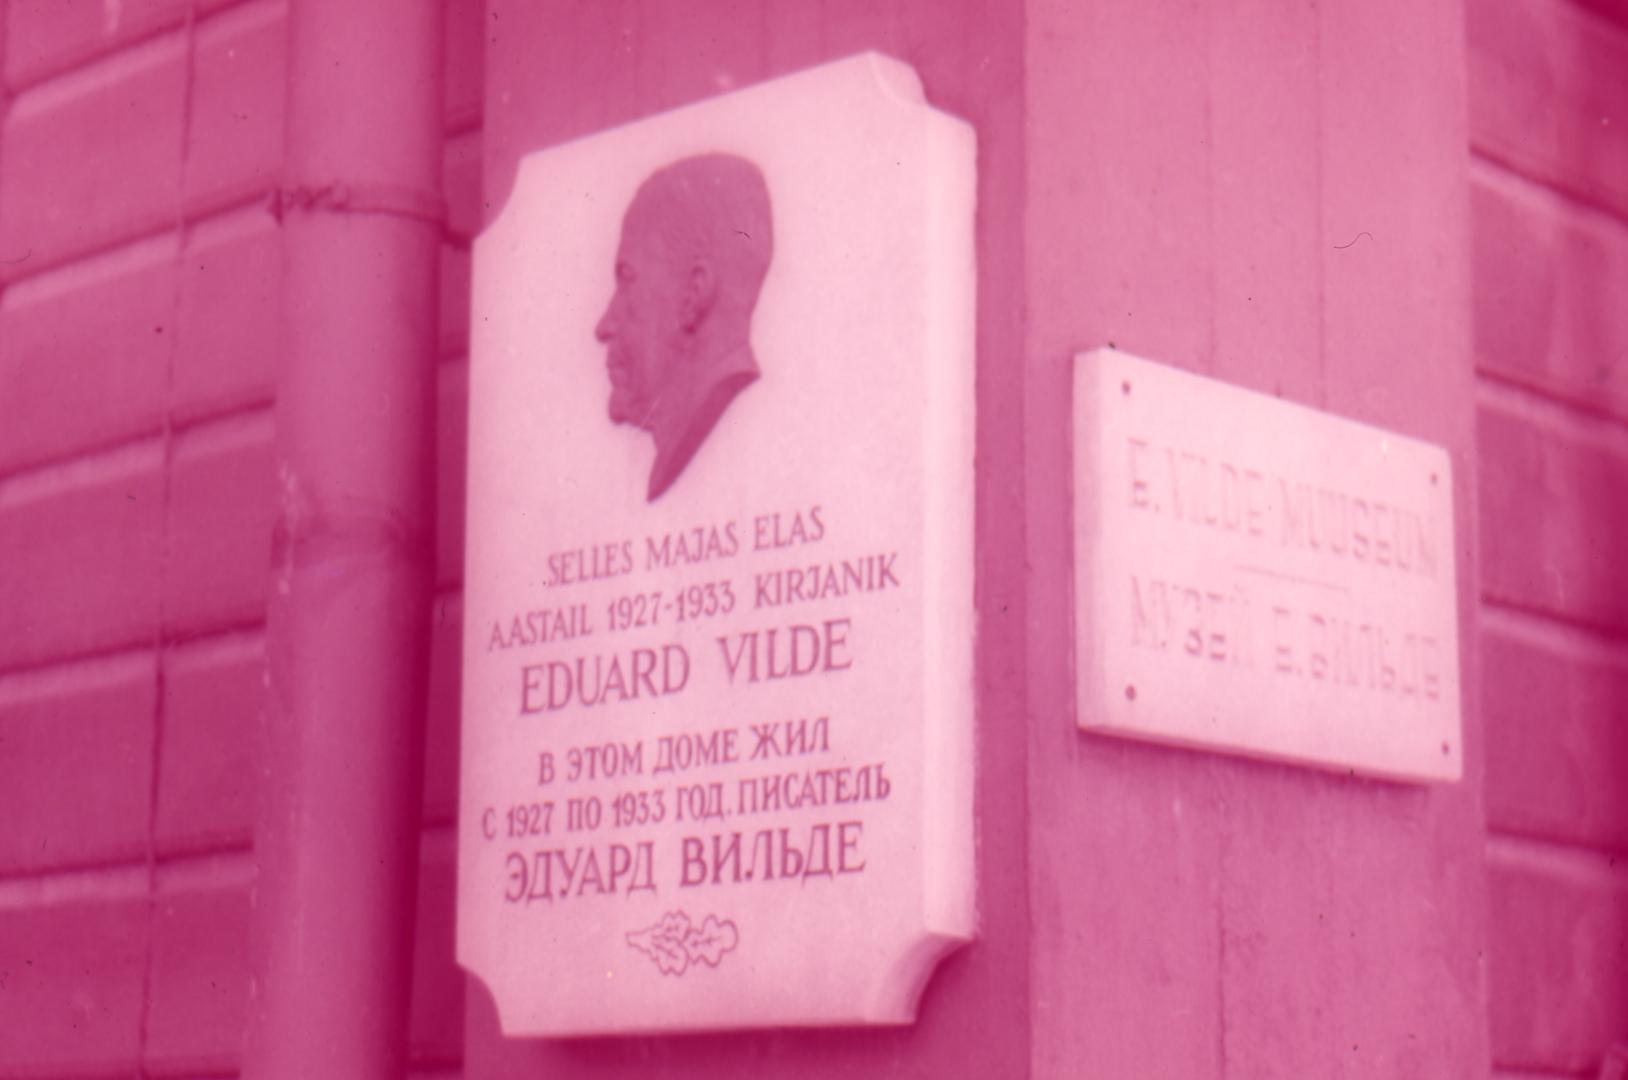 SELLES MAJAS ELAS
AASTAIL 1927-1933 KIRJANIK
EDUARD VILDE
В ЭТОМ ДОМЕ ЖИЛ
С 1927 ПО 1933 ГОД. ПИСАТЕЛЬ
ЭДУАРД ВИЛЬДЕ
E. VILDE MUUSEUM
МУЗЕЙ Е. ВИЛЬДЕ